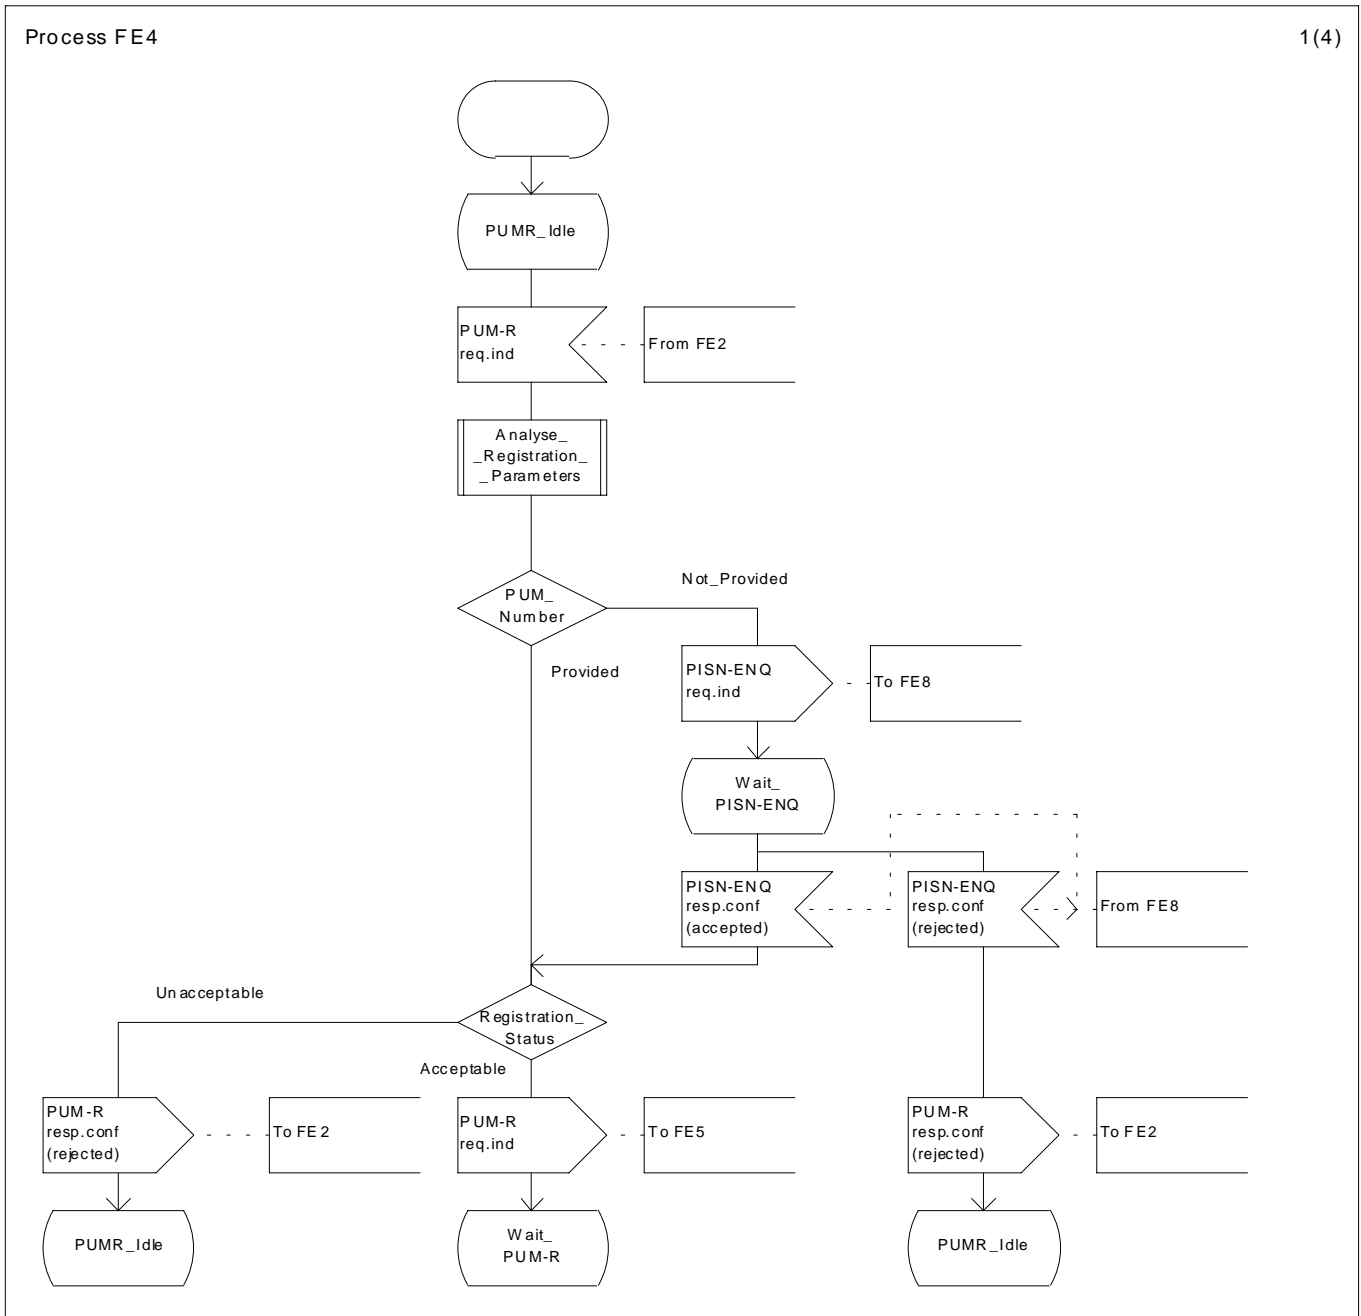 Process FE4
1(4)
PUMR_Idle
PUM-R
req.ind
From FE2
Analyse_
_Registration_
_Parameters
PUM_
Number
Not_Provided
Provided
PISN-ENQ
req.ind
To FE8
Wait_
PISN-ENQ
PISN-ENQ
resp.conf
(accepted)
PISN-ENQ
resp.conf
(rejected)
From FE8
Unacceptable
Registration_
Status
Acceptable
PUM-R
resp.conf
(rejected)
To FE2
PUM-R
req.ind
To FE5
PUM-R
resp.conf
(rejected)
To FE2
PUMR_Idle
Wait_
PUM-R
PUMR_Idle